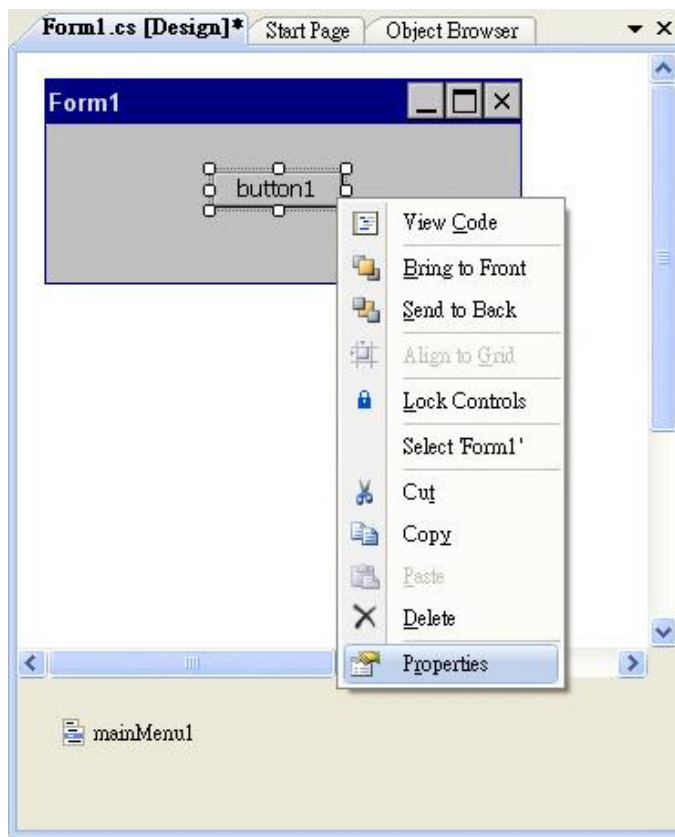 Form1.cs [Design]* Start Page Object Browser
Form1
button1
View Code
Bring to Front
Send to Back
Align to Grid
Lock Controls
Select 'Form1'
Cut
Copy
Paste
Delete
Properties
mainMenu1